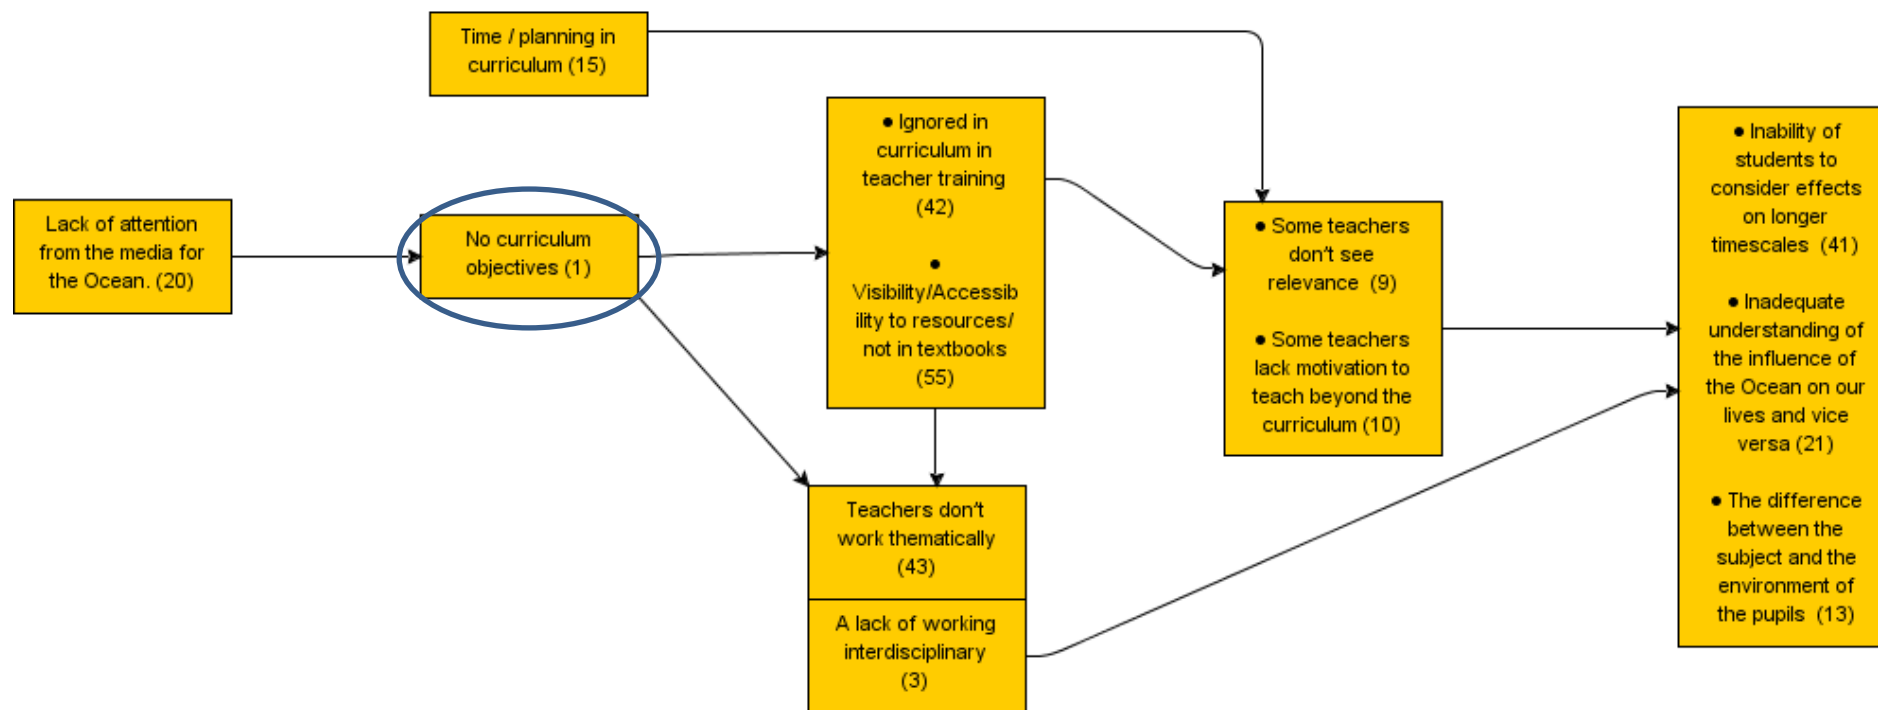 Time / planning in
curriculum (15)
Lack of attention
from the media for
the Ocean. (20)
No curriculum
objectives (1)
● Ignored in
curriculum in
teacher training
(42)
●
Visibility/Accessib
ility to resources/
not in textbooks
(55)
Teachers don't
work thematically
(43)
A lack of working
interdisciplinary
(3)
● Some teachers
don't see
relevance (9)
● Some teachers
lack motivation to
teach beyond the
curriculum (10)
● Inability of
students to
consider effects
on longer
timescales (41)
● Inadequate
understanding of
the influence of
the Ocean on our
lives and vice
versa (21)
● The difference
between the
subject and the
environment of
the pupils (13)